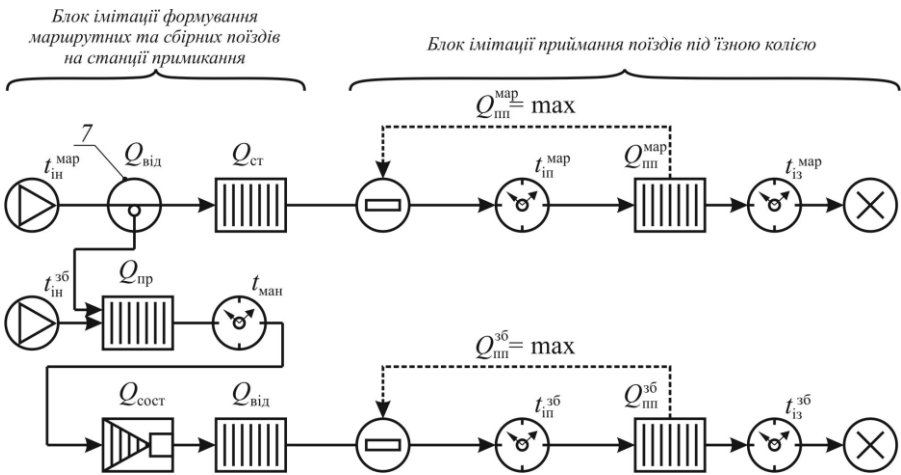 Блок імітації формування
маршрутних та сбірних поїздів
на станції примикання
Блок імітації приймання поїздів під'їзною колією
Q_пп^мар = max
7
t_ін^мар
Q_від
Q_ст
t_іп^мар
Q_пп^мар
t_із^мар
t_ін^зб
Q_пр
t_ман
Q_пп^зб = max
Q_сост
Q_від
t_іп^зб
Q_пп^зб
t_із^зб